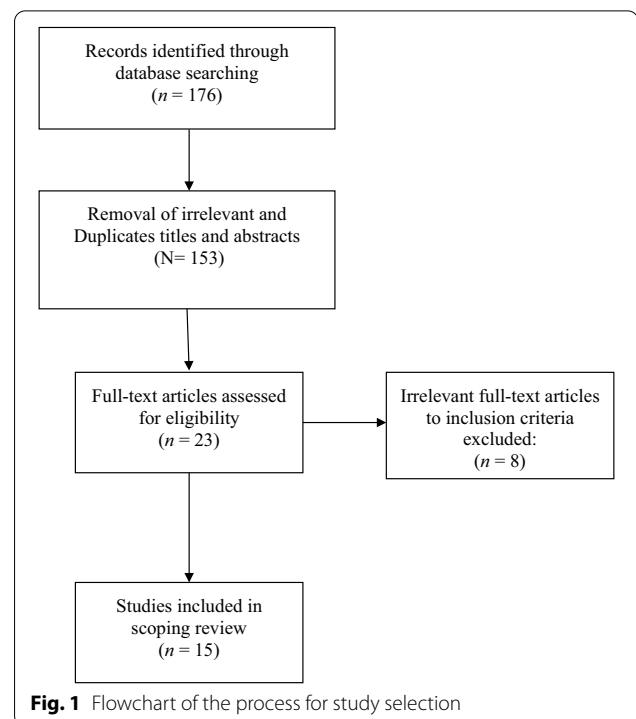 Records identified through
database searching
(n = 176)
Removal of irrelevant and
Duplicates titles and abstracts
(N= 153)
Full-text articles assessed
for eligibility
(n = 23)
Irrelevant full-text articles
to inclusion criteria
excluded:
(n = 8)
Studies included in
scoping review
(n = 15)
Fig. 1 Flowchart of the process for study selection